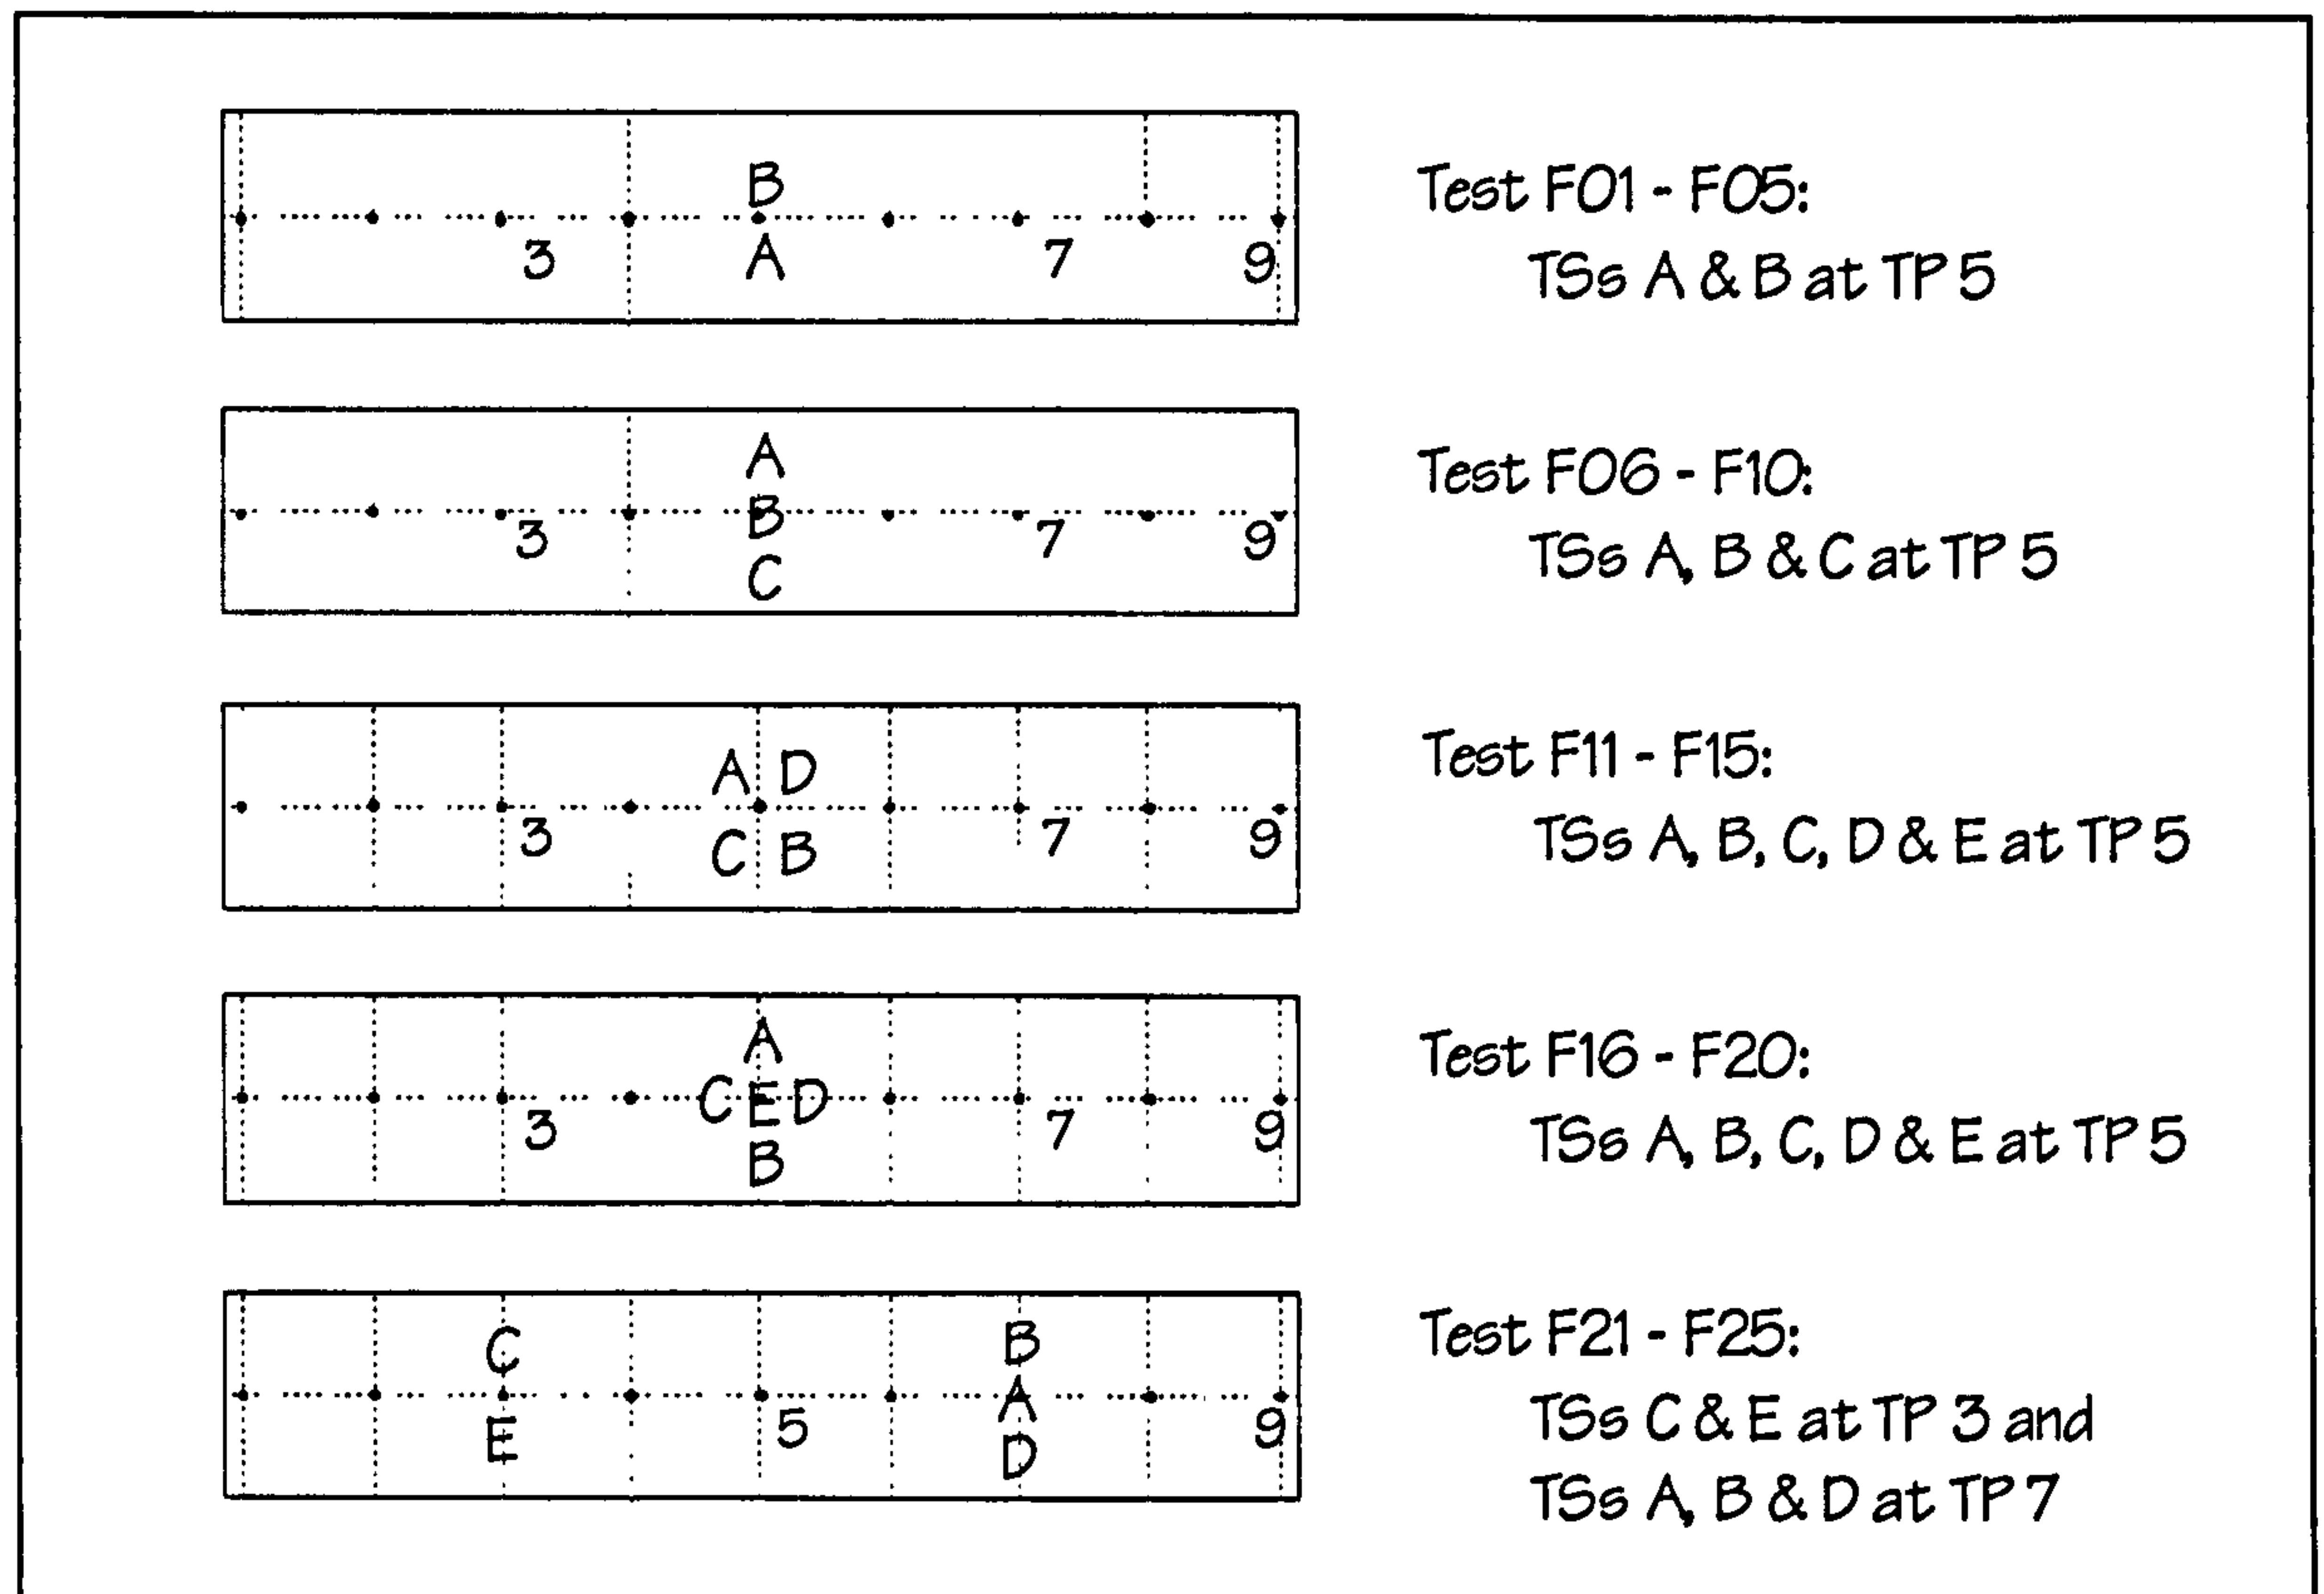 B
3 A 7 9
Test F01 - F05:
TSs A & B at TP 5
A
B
3 7 9
C
Test F06 - F10:
TSs A, B & C at TP 5
A D
3 C B 7 9
Test F11 - F15:
TSs A, B, C, D & E at TP 5
A
C E D
3 7 9
B
Test F16 - F20:
TSs A, B, C, D & E at TP 5
C B
A
E 5 D 9
Test F21 - F25:
TSs C & E at TP 3 and
TSs A, B & D at TP 7